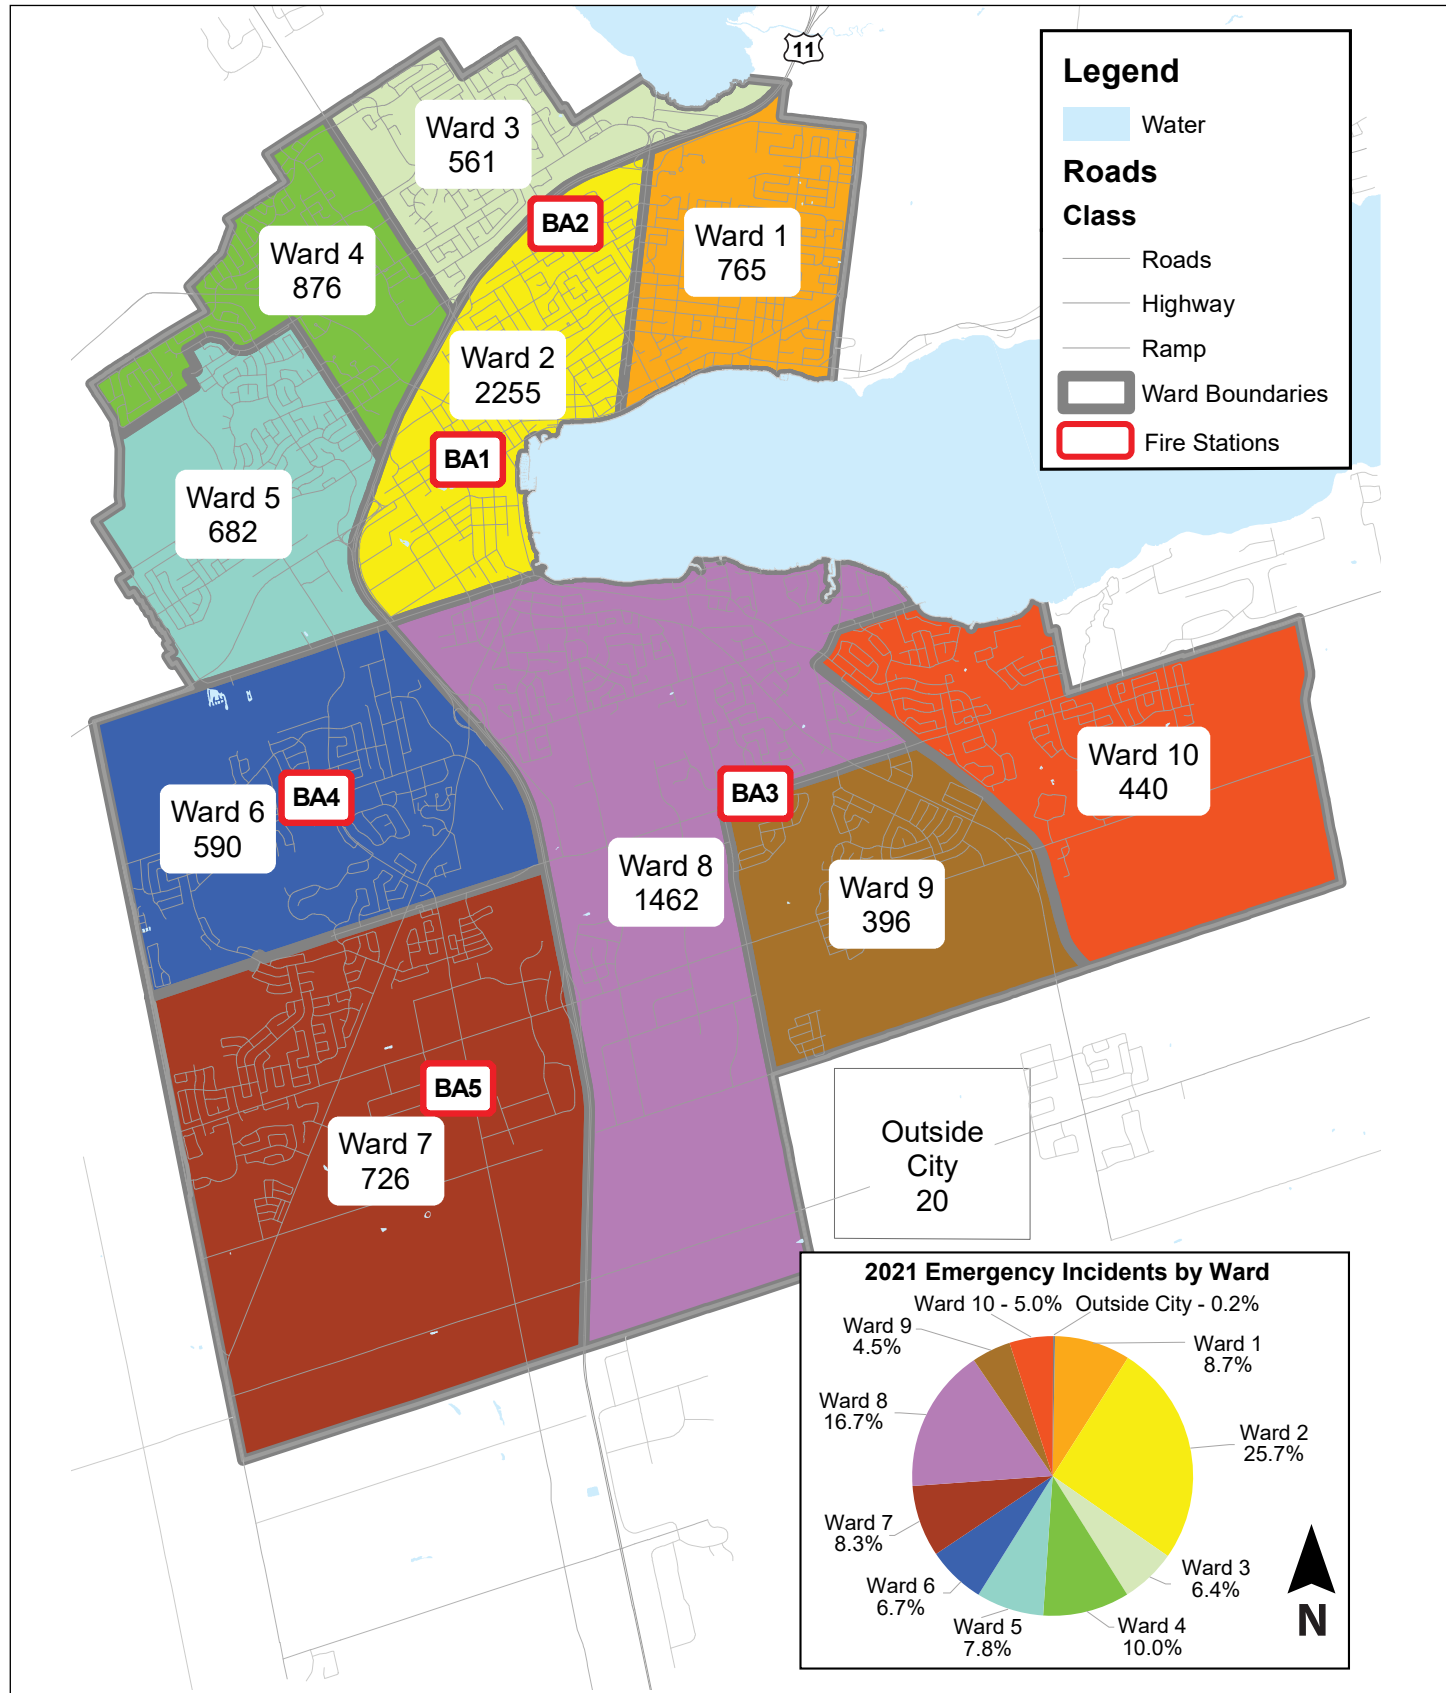 11
Legend
Water
Roads
Class
Roads
Highway
Ramp
Ward Boundaries
Fire Stations
Ward 3
561
BA2
Ward 1
765
Ward 4
876
Ward 2
2255
BA1
Ward 5
682
Ward 10
440
BA4
BA3
Ward 6
590
Ward 8
1462
Ward 9
396
BA5
Ward 7
726
Outside
City
20
2021 Emergency Incidents by Ward
Ward 10 - 5.0%
Outside City - 0.2%
Ward 9
4.5%
Ward 1
8.7%
Ward 8
16.7%
Ward 2
25.7%
Ward 7
8.3%
Ward 3
6.4%
Ward 6
6.7%
Ward 5
7.8%
Ward 4
10.0%
N